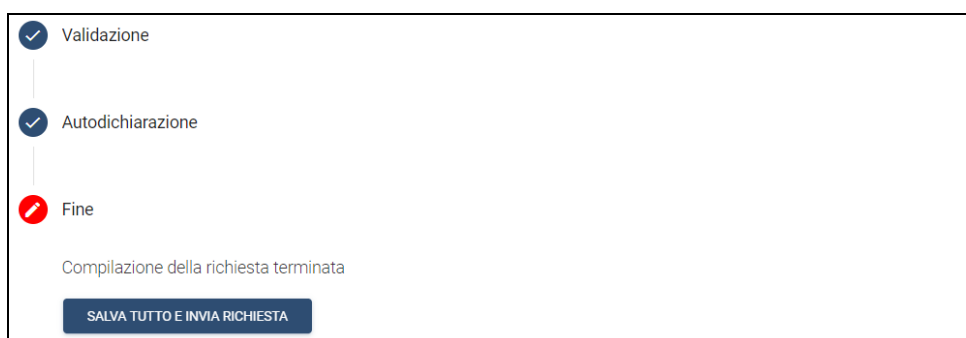 Validazione
Autodichiarazione
Fine
Compilazione della richiesta terminata
SALVA TUTTO E INVIA RICHIESTA